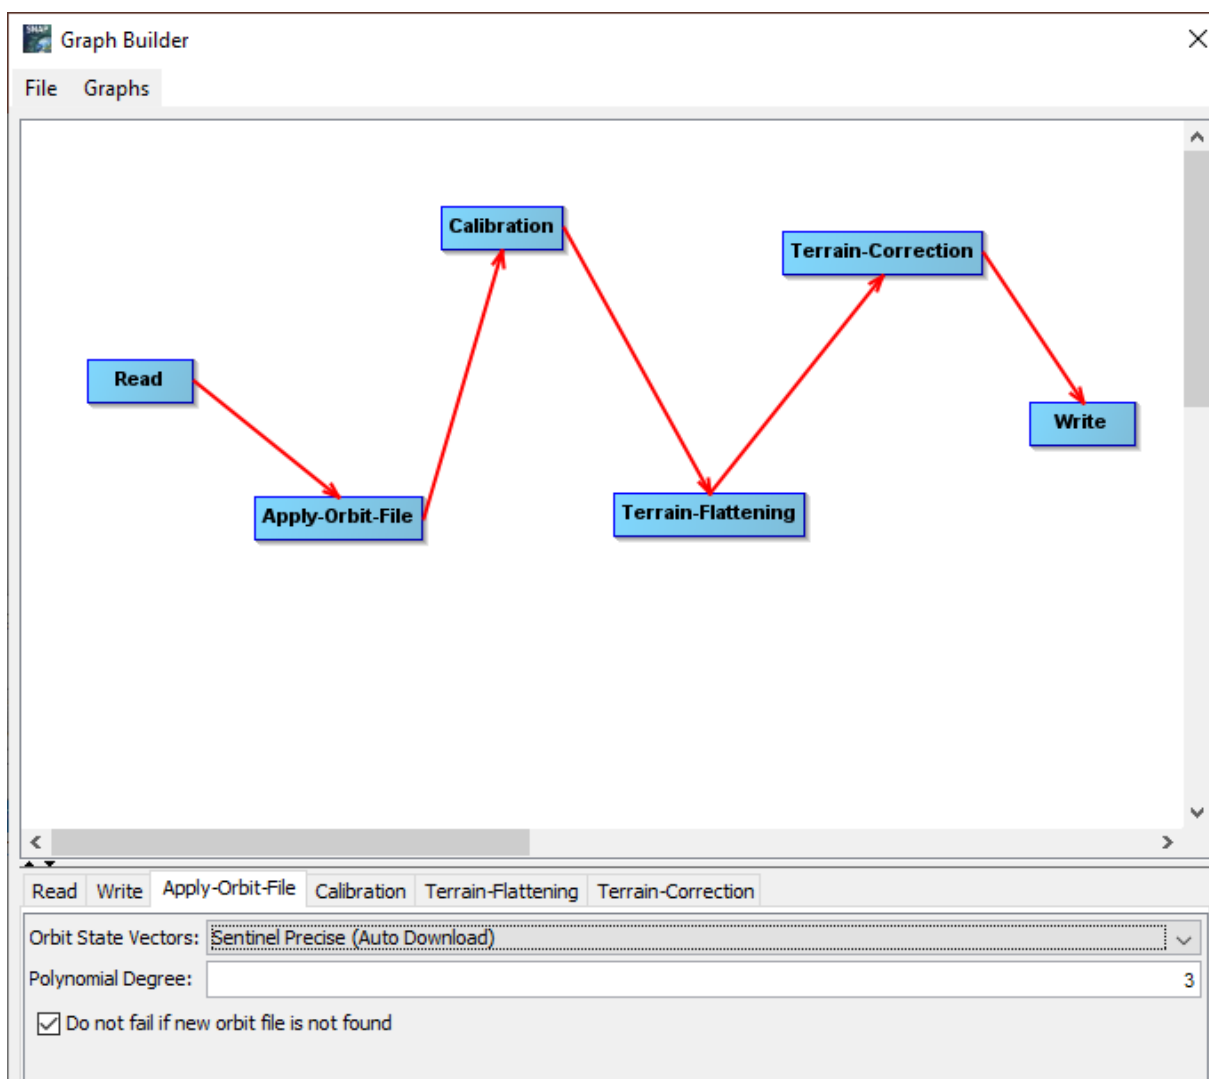 SNAP
Graph Builder
File Graphs
Calibration
Terrain-Correction
Read
Write
Apply-Orbit-File
Terrain-Flattening
Read Write Apply-Orbit-File Calibration Terrain-Flattening Terrain-Correction
Orbit State Vectors: Sentinel Precise (Auto Download)
Polynomial Degree: 3
Do not fail if new orbit file is not found